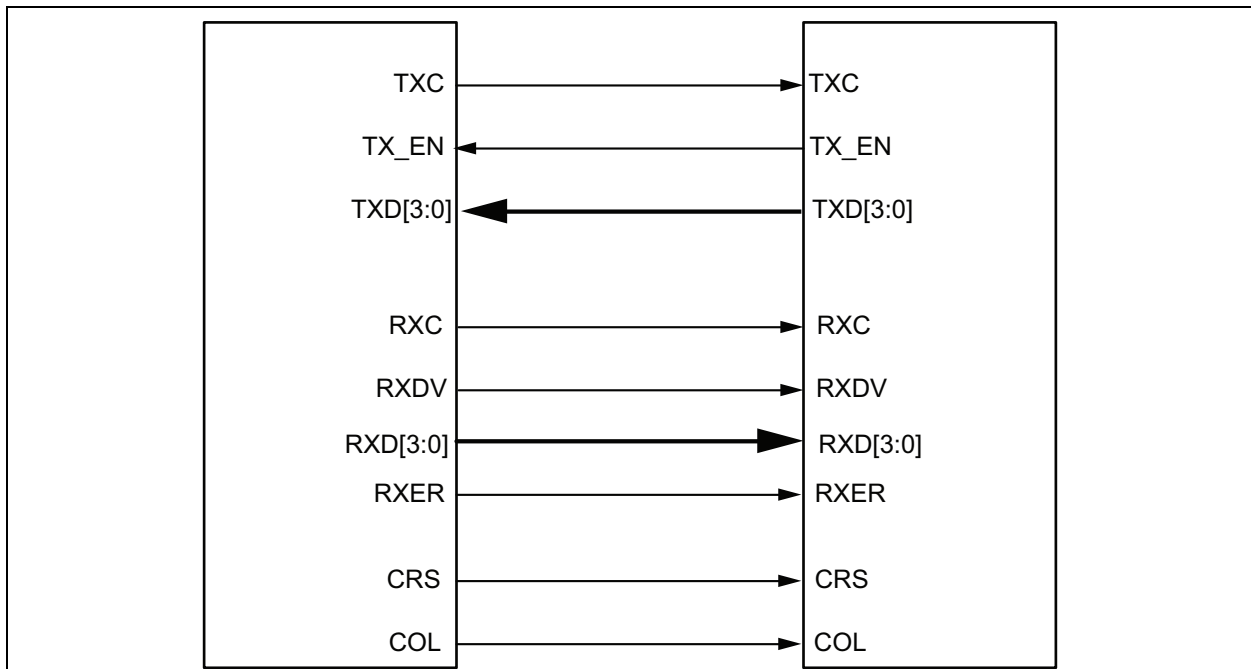 TXC TXC
TX_EN TX_EN
TXD[3:0] TXD[3:0]
RXC RXC
RXDV RXDV
RXD[3:0] RXD[3:0]
RXER RXER
CRS CRS
COL COL